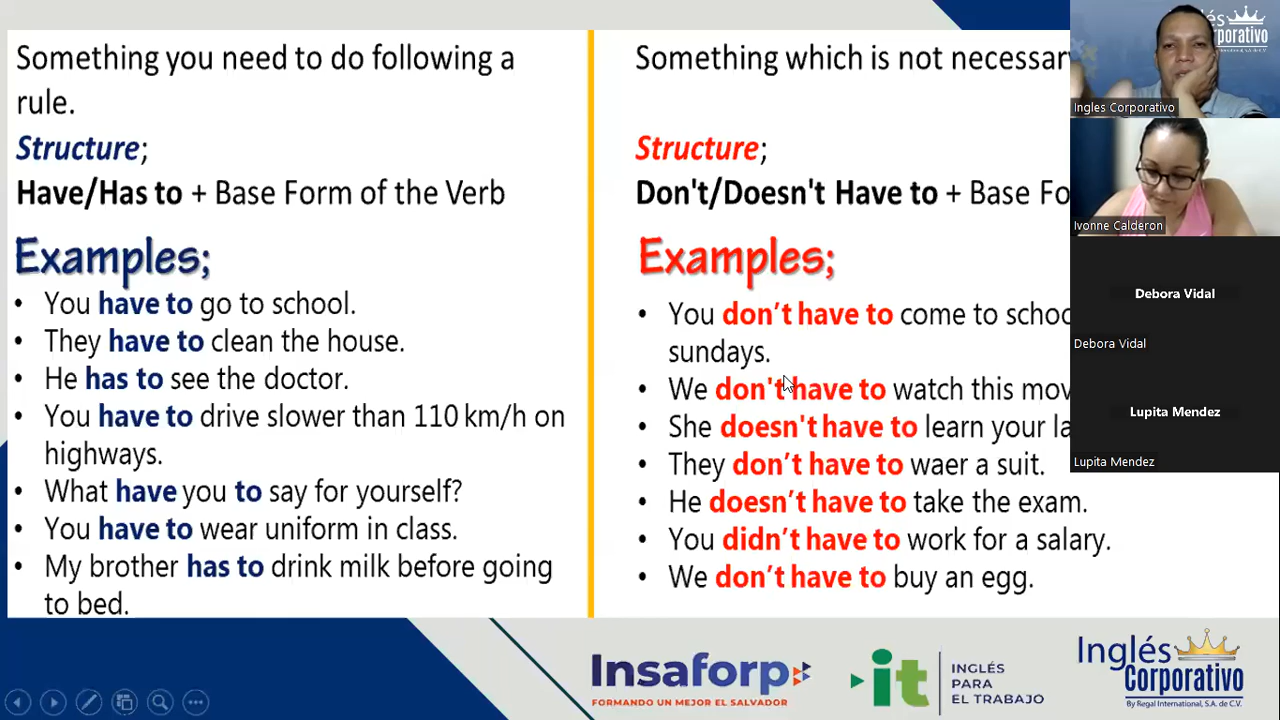 Something you need to do following a
rule.
Structure;
Have/Has to + Base Form of the Verb
Examples;
• You have to go to school.
• They have to clean the house.
• He has to see the doctor.
• You have to drive slower than 110 km/h on
highways.
• What have you to say for yourself?
• You have to wear uniform in class.
• My brother has to drink milk before going
to bed.
Something which is not
Structure;
Don't/Doesn't Have to + Base
Examples;
• You don't have to come to
sundays.
• We don't have to watch this
• She doesn't have to learn your
• They don't have to waer a suit.
• He doesn't have to take the exam.
• You didn't have to work for a salary.
• We don't have to buy an egg.
Ingles Corporativo
Ivonne Calderon
Debora Vidal
Debora Vidal
Lupita Mendez
Lupita Mendez
Insaforp
FORMANDO UN MEJOR EL SALVADOR
it
INGLÉS
PARA
EL TRABAJO
Inglés
Corporativo
By Regal International, S.A. de C.V.